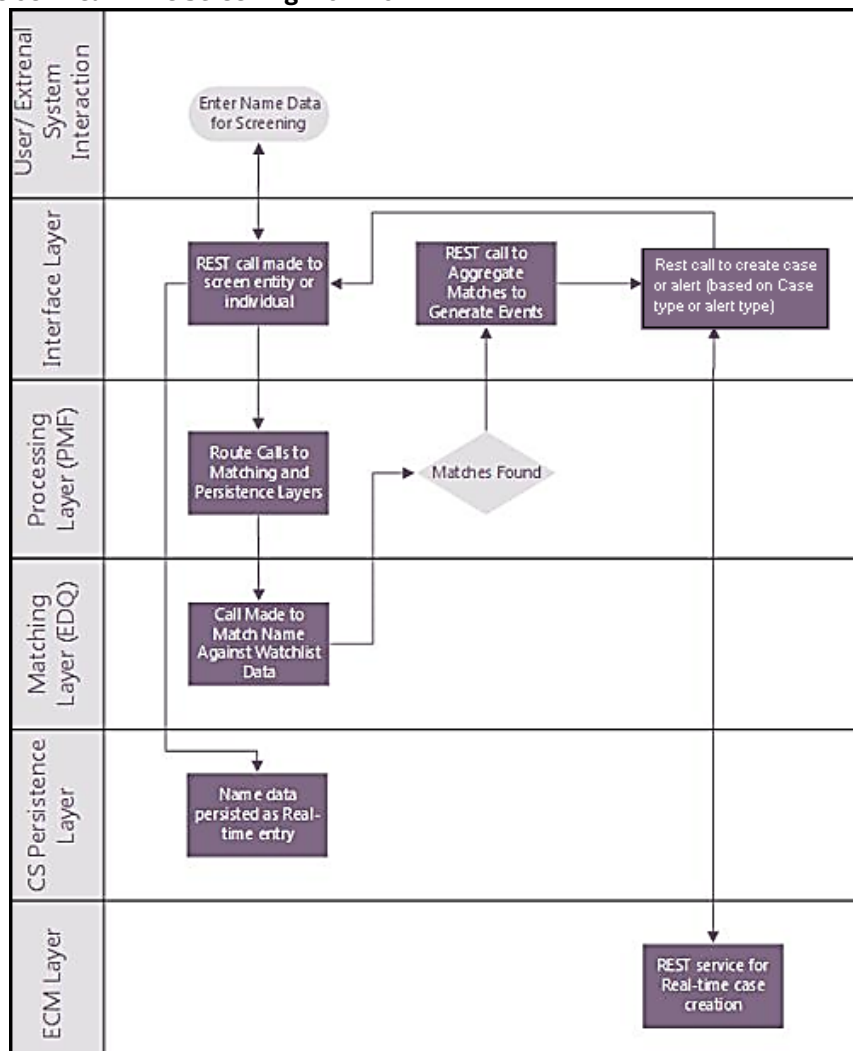 User/ Extrenal
System
Interaction
Enter Name Data
for Screening
Interface Layer
REST call made to
screen entity or
individual
REST call to
Aggregate
Matches to
Generate Events
Rest call to create case
or alert (based on Case
type or alert type)
Processing
Layer (PMF)
Route Calls to
Matching and
Persistence Layers
Matches Found
Matching
Layer (EDQ)
Call Made to
Match Name
Against Watchlist
Data
CS Persistence
Layer
Name data
persisted as Real-
time entry
ECM Layer
REST service for
Real-time case
creation